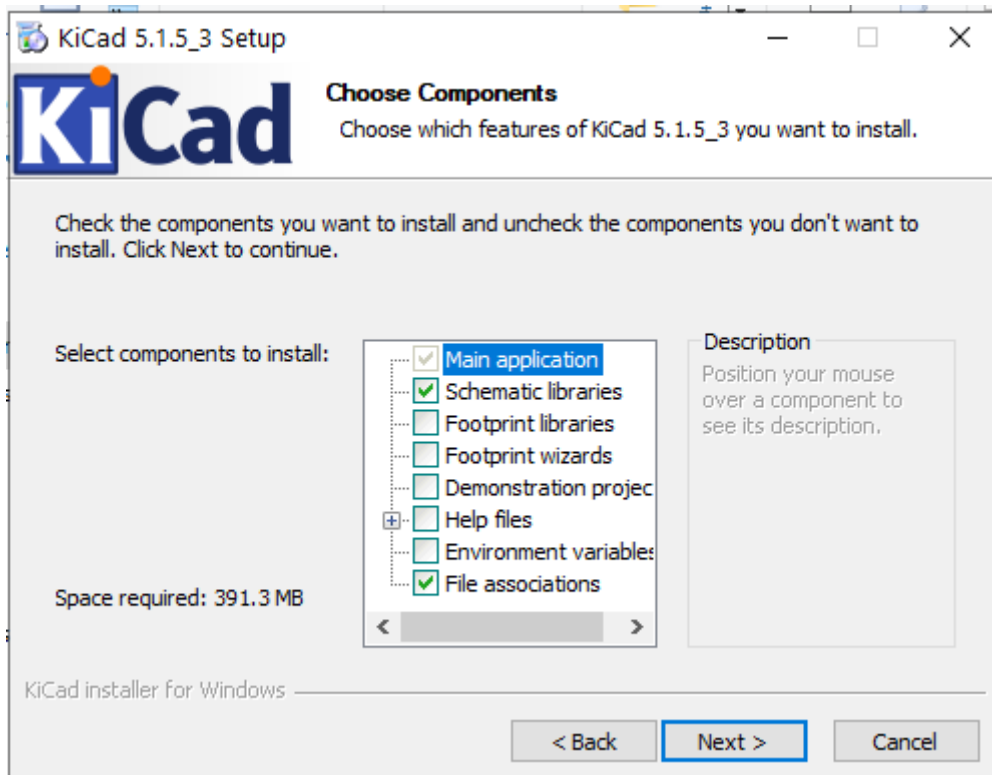 KiCad 5.1.5_3 Setup
KiCad
Choose Components
Choose which features of KiCad 5.1.5_3 you want to install.
Check the components you want to install and uncheck the components you don't want to
install. Click Next to continue.
Select components to install:
Main application
Schematic libraries
Footprint libraries
Footprint wizards
Demonstration projec
Help files
Environment variables
File associations
Space required: 391.3 MB
Description
Position your mouse
over a component to
see its description.
KiCad installer for Windows
< Back
Next >
Cancel